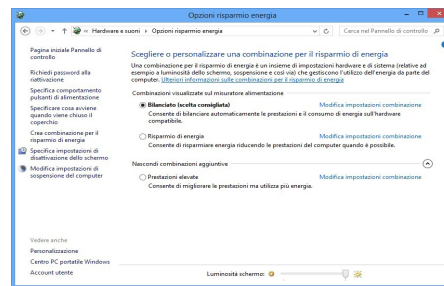 Opzioni risparmio energia
« Hardware e suoni › Opzioni risparmio energia
Cerca nel Pannello di controllo
Pagina iniziale Pannello di
controllo
Richiedi password alla
riattivazione
Specifica comportamento
pulsanti di alimentazione
Specificare cosa avviene
quando viene chiuso il
coperchio
Crea combinazione per il
risparmio di energia
Specifica impostazioni di
disattivazione dello schermo
Modifica impostazioni di
sospensione del computer
Vedere anche
Personalizzazione
Centro PC portatile Windows
Account utente
Scegliere o personalizzare una combinazione per il risparmio di energia
Una combinazione per il risparmio di energia è un insieme di impostazioni hardware e di sistema (relative ad
esempio a luminosità dello schermo, sospensione e così via) che gestiscono l'utilizzo dell'energia da parte del
computer. Ulteriori informazioni sulle combinazioni per il risparmio di energia
Combinazioni visualizzate sul misuratore alimentazione
Bilanciato (scelta consigliata) Modifica impostazioni combinazione
Consente di bilanciare automaticamente le prestazioni e il consumo di energia sull'hardware
compatibile.
Risparmio di energia Modifica impostazioni combinazione
Consente di risparmiare energia riducendo le prestazioni del computer quando è possibile.
Nascondi combinazioni aggiuntive
Prestazioni elevate Modifica impostazioni combinazione
Consente di migliorare le prestazioni ma utilizza più energia.
Luminosità schermo: